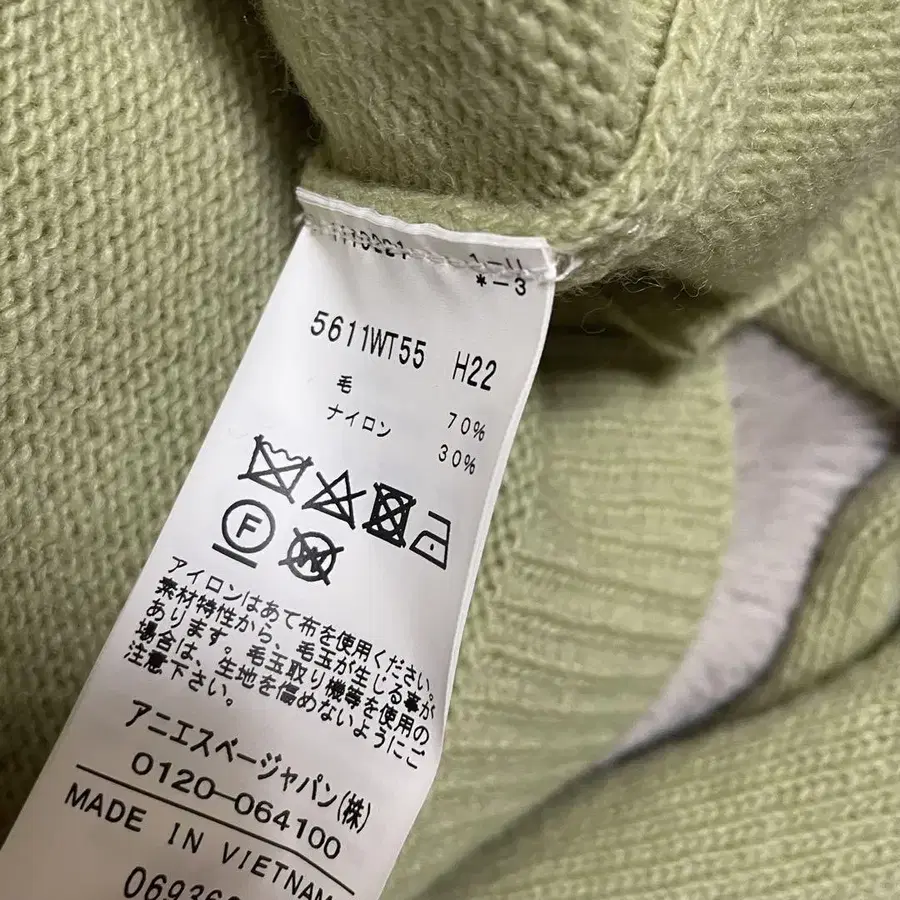 1110221 1-U
*-3
5611WT55 H22
毛 70%
ナイロン 30%
F
W
アイロンはあて布を使用ください。
素材特性から、毛玉が生じる事が
あります。毛玉取り機等を使用の
場合は、生地を傷めないようにご
注意下さい。
アニエスベージャパン(株)
0120-064100
MADE IN VIETNAM